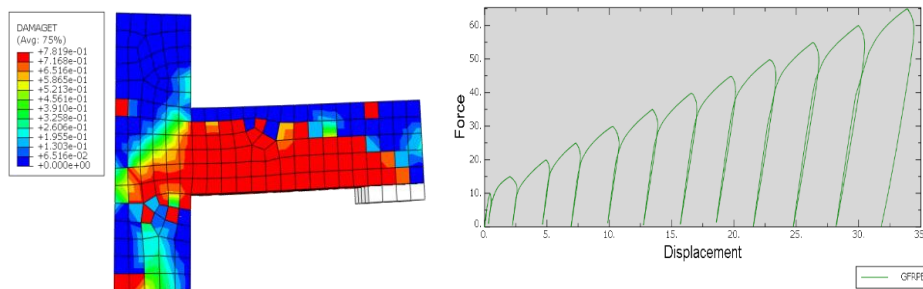 DAMAGET
(Avg: 75%)
+7.819e-01
+7.168e-01
+6.516e-01
+5.865e-01
+5.213e-01
+4.561e-01
+3.910e-01
+3.258e-01
+2.606e-01
+1.955e-01
+1.303e-01
+6.516e-02
+0.000e+00
Force
60.
50.
40.
30.
20.
10.
0.
0. 5. 10. 15. 20. 25. 30. 35.
Displacement